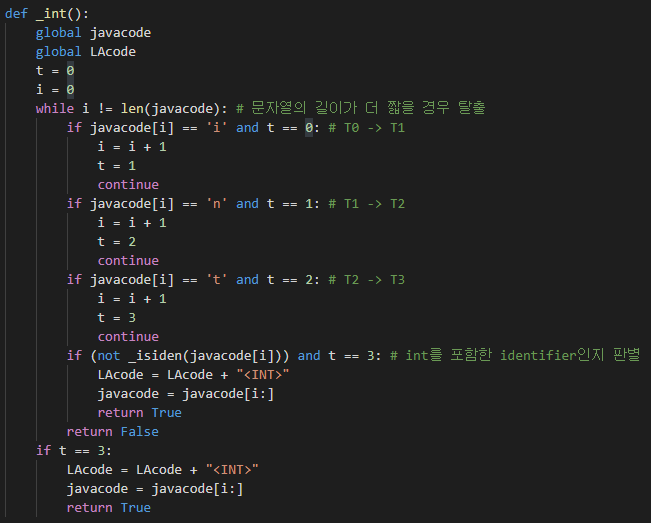 def _int():
    global javacode
    global LAcode
    t = 0
    i = 0
    while i != len(javacode): # 문자열의 길이가 더 짧을 경우 탈출
        if javacode[i] == 'i' and t == 0: # T0 -> T1
            i = i + 1
            t = 1
            continue
        if javacode[i] == 'n' and t == 1: # T1 -> T2
            i = i + 1
            t = 2
            continue
        if javacode[i] == 't' and t == 2: # T2 -> T3
            i = i + 1
            t = 3
            continue
        if (not _isiden(javacode[i])) and t == 3: # int를 포함한 identifier인지 판별
            LAcode = LAcode + "<INT>"
            javacode = javacode[i:]
            return True
        return False
    if t == 3:
        LAcode = LAcode + "<INT>"
        javacode = javacode[i:]
        return True